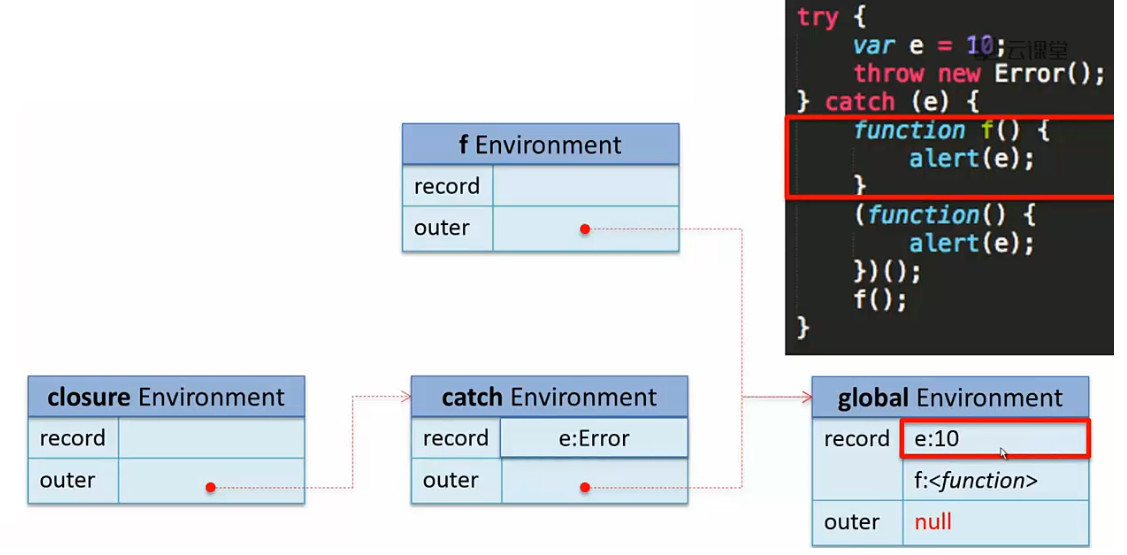 try {
var e = 10;
云课堂
throw new Error();
} catch (e) {
function f() {
alert(e);
}
(function() {
alert(e);
})();
f();
}
f Environment
record
outer
closure Environment
record
outer
catch Environment
record e:Error
outer
global Environment
record e:10
f:<function>
outer null